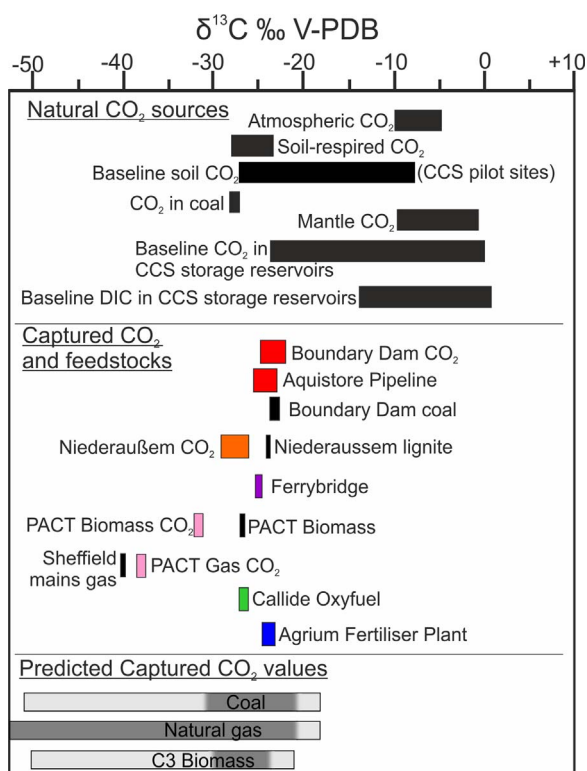 δ¹³C ‰ V-PDB
-50 -40 -30 -20 -10 0 +10
Natural CO₂ sources
Atmospheric CO₂
Soil-respired CO₂
Baseline soil CO₂ (CCS pilot sites)
CO₂ in coal
Mantle CO₂
Baseline CO₂ in
CCS storage reservoirs
Baseline DIC in CCS storage reservoirs
Captured CO₂
and feedstocks
Boundary Dam CO₂
Aquistore Pipeline
Boundary Dam coal
Niederaußem CO₂ Niederaussem lignite
Ferrybridge
PACT Biomass CO₂ PACT Biomass
Sheffield
mains gas
PACT Gas CO₂
Callide Oxyfuel
Agrium Fertiliser Plant
Predicted Captured CO₂ values
Coal
Natural gas
C3 Biomass